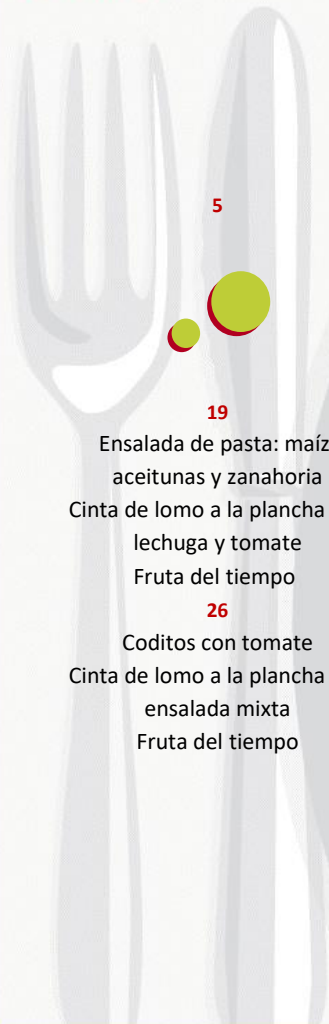 5
19
Ensalada de pasta: maíz
aceitunas y zanahoria
Cinta de lomo a la plancha
lechuga y tomate
Fruta del tiempo
26
Coditos con tomate
Cinta de lomo a la plancha
ensalada mixta
Fruta del tiempo